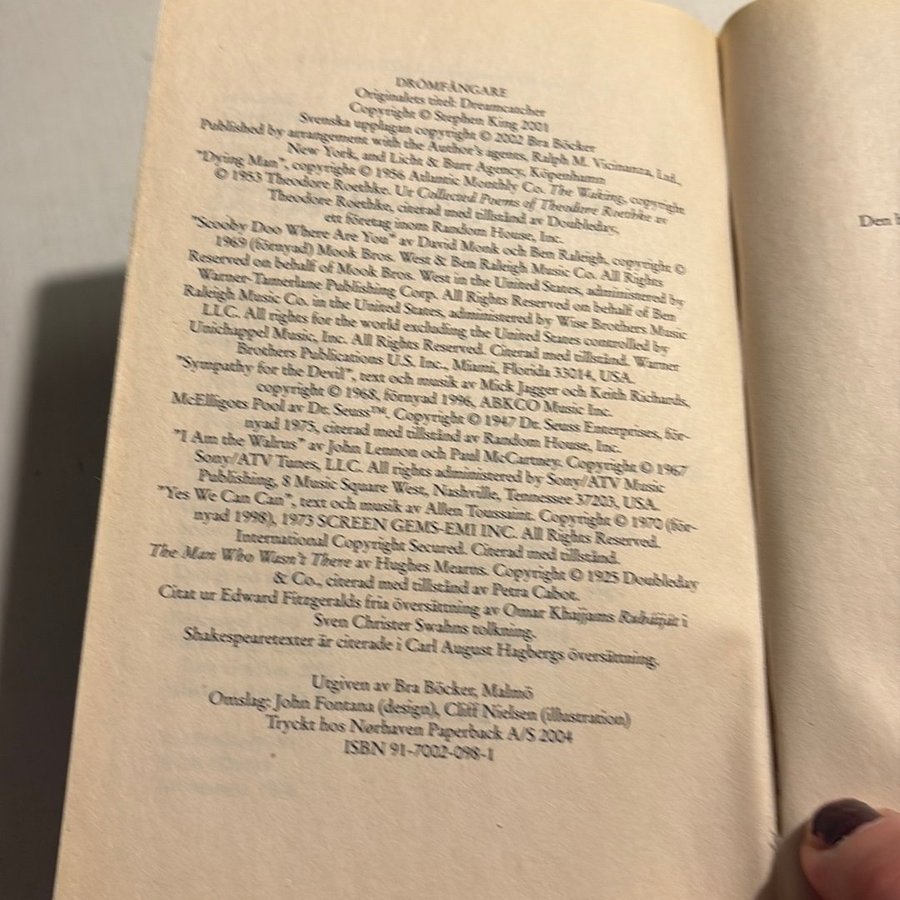 DRÖMFÅNGARE
Originalets titel: Dreamcatcher
Copyright © Stephen King 2001
Svenska upplagan copyright © 2002 Bra Böcker
Published by arrangement with the Author's agents, Ralph M. Vicinanza, Ltd.,
New York, and Licht & Burr Agency, Köpenhamn
"Dying Man", copyright © 1956 Atlantic Monthly Co. The Waking, copyright
© 1953 Theodore Roethke. Ur Collected Poems of Theodore Roethke av
Theodore Roethke, citerad med tillstånd av Doubleday,
ett företag inom Random House, Inc.
"Scooby Doo Where Are You" av David Monk och Ben Raleigh, copyright ©
1969 (förnyad) Mook Bros. West & Ben Raleigh Music Co. All Rights
Reserved on behalf of Mook Bros. West in the United States, administered by
Warner-Tamerlane Publishing Corp. All Rights Reserved on behalf of Ben
Raleigh Music Co. in the United States, administered by Wise Brothers Music
LLC. All rights for the world excluding the United States controlled by
Unichappel Music, Inc. All Rights Reserved. Citerad med tillstånd. Warner
Brothers Publications U.S. Inc., Miami, Florida 33014, USA.
"Sympathy for the Devil", text och musik av Mick Jagger och Keith Richards,
copyright © 1968, förnyad 1996, ABKCO Music Inc.
McElligots Pool av Dr. Seuss™. Copyright © 1947 Dr. Seuss Enterprises, för-
nyad 1975, citerad med tillstånd av Random House, Inc.
"I Am the Walrus" av John Lennon och Paul McCartney. Copyright © 1967
Sony/ATV Tunes, LLC. All rights administered by Sony/ATV Music
Publishing, 8 Music Square West, Nashville, Tennessee 37203, USA.
"Yes We Can Can", text och musik av Allen Toussaint. Copyright © 1970 (för-
nyad 1998), 1973 SCREEN GEMS-EMI INC. All Rights Reserved.
International Copyright Secured. Citerad med tillstånd.
The Man Who Wasn't There av Hughes Mearns. Copyright © 1925 Doubleday
& Co., citerad med tillstånd av Petra Cabot.
Citat ur Edward Fitzgeralds fria översättning av Omar Khajjams Rubáiját i
Sven Christer Swahns tolkning.
Shakespearetexter är citerade i Carl August Hagbergs översättning.
Utgiven av Bra Böcker, Malmö
Omslag: John Fontana (design), Cliff Nielsen (illustration)
Tryckt hos Nørhaven Paperback A/S 2004
ISBN 91-7002-098-1
Den